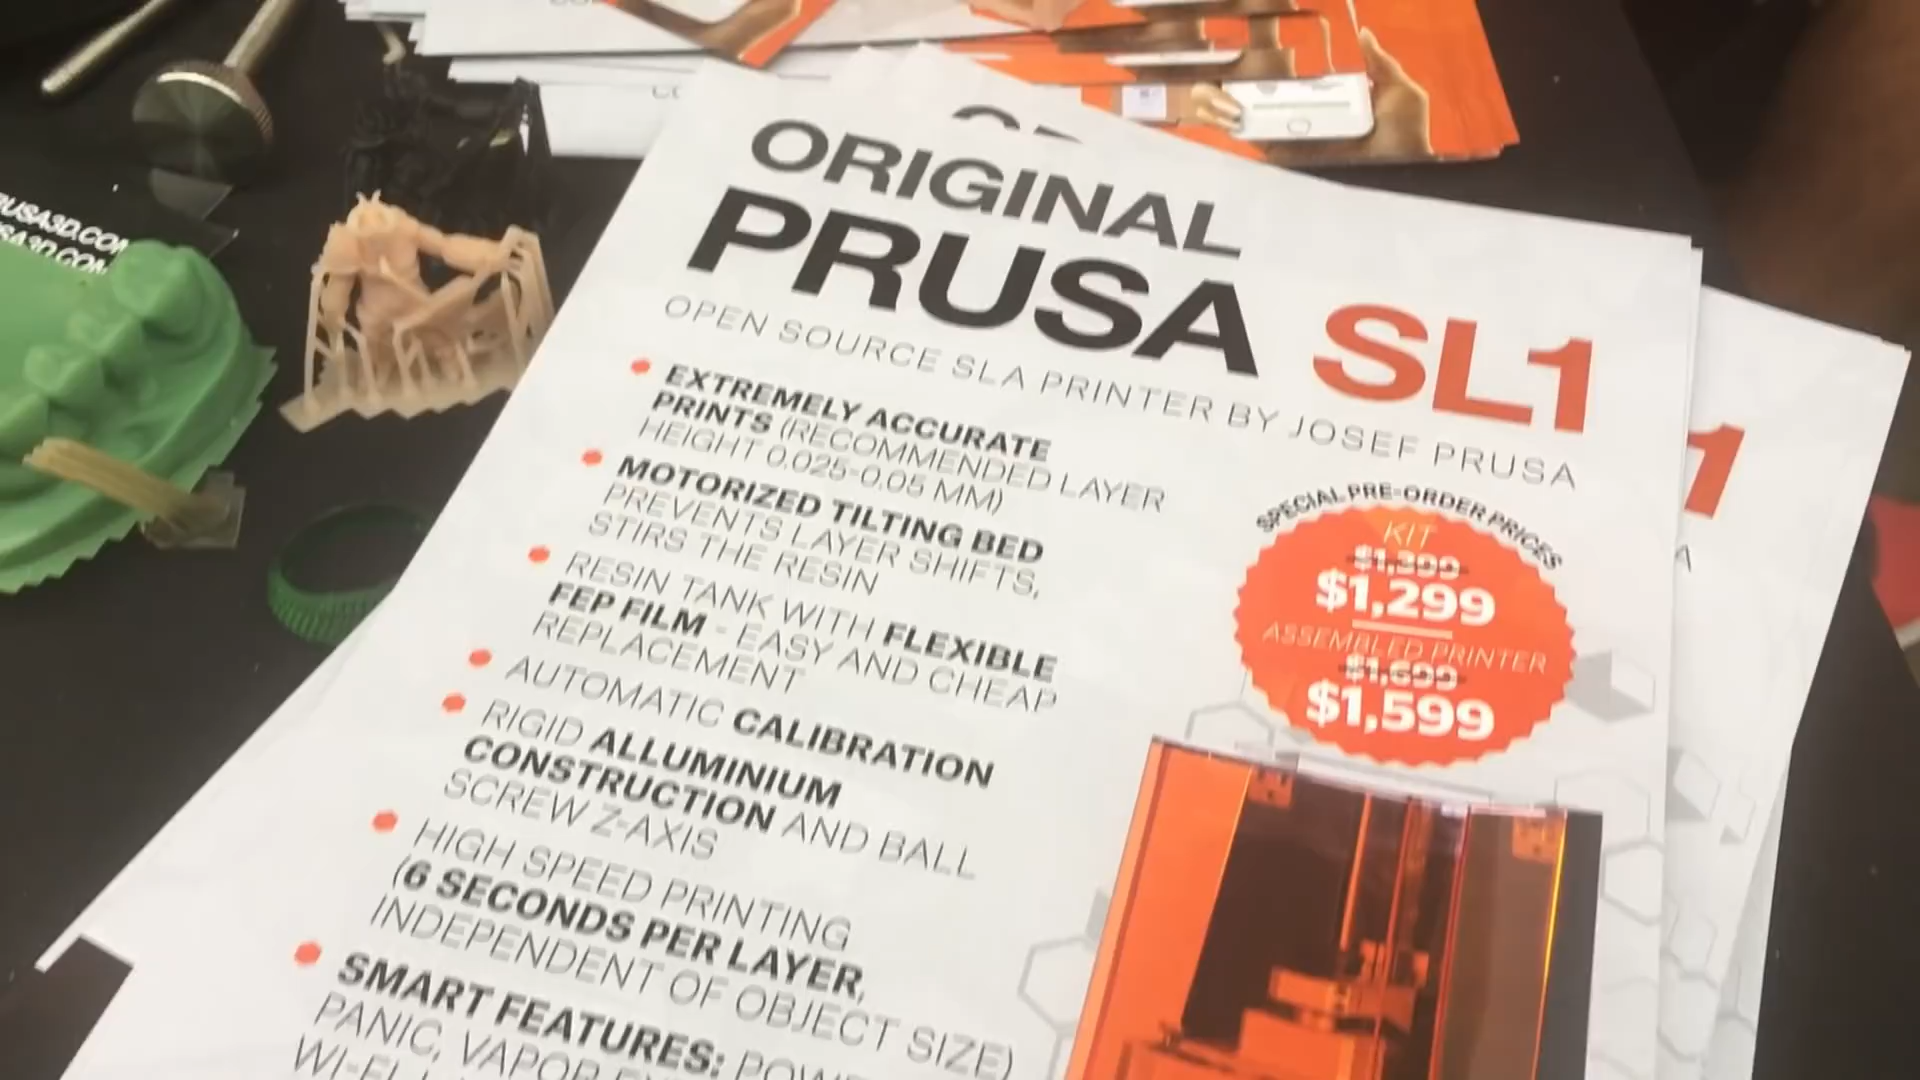 RUSA3D.COM
ORIGINAL
PRUSA SL1
OPEN SOURCE SLA PRINTER BY JOSEF PRUSA
EXTREMELY ACCURATE
PRINTS (RECOMMENDED LAYER
HEIGHT 0.025-0.05 MM)
MOTORIZED TILTING BED
PREVENTS LAYER SHIFTS,
STIRS THE RESIN
RESIN TANK WITH FLEXIBLE
FEP FILM - EASY AND CHEAP
REPLACEMENT
AUTOMATIC CALIBRATION
RIGID ALLUMINIUM
CONSTRUCTION AND BALL
SCREW Z-AXIS
HIGH SPEED PRINTING
(6 SECONDS PER LAYER,
INDEPENDENT OF OBJECT SIZE)
SMART FEATURES:
PANIC, VAPOR
SPECIAL PRE-ORDER PRICES
KIT
$1,399
$1,299
ASSEMBLED PRINTER
$1,699
$1,599
1
A